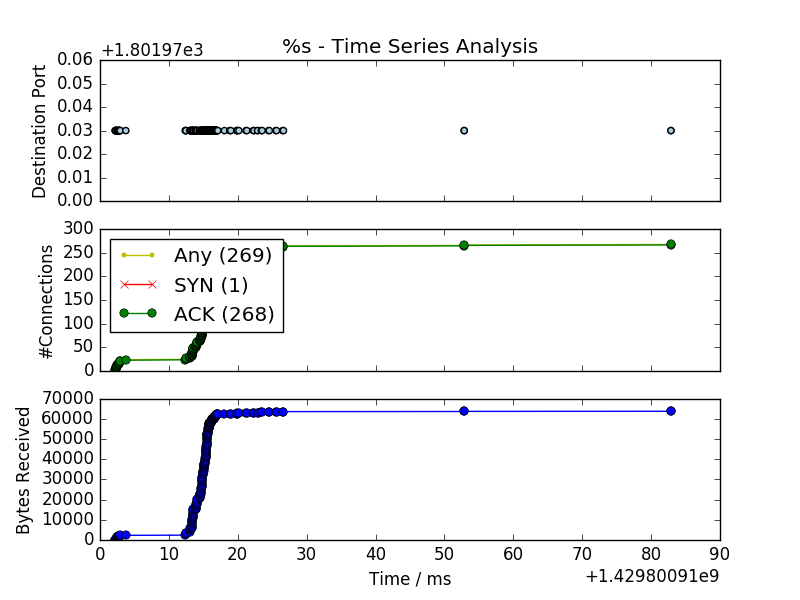 +1.80197e3
%s - Time Series Analysis
0.06
0.05
0.04
0.03
0.02
0.01
0.00
Destination Port
300
250
200
150
100
50
0
#Connections
Any (269)
SYN (1)
ACK (268)
70000
60000
50000
40000
30000
20000
10000
0
Bytes Received
0 10 20 30 40 50 60 70 80 90
Time / ms
+1.42980091e9